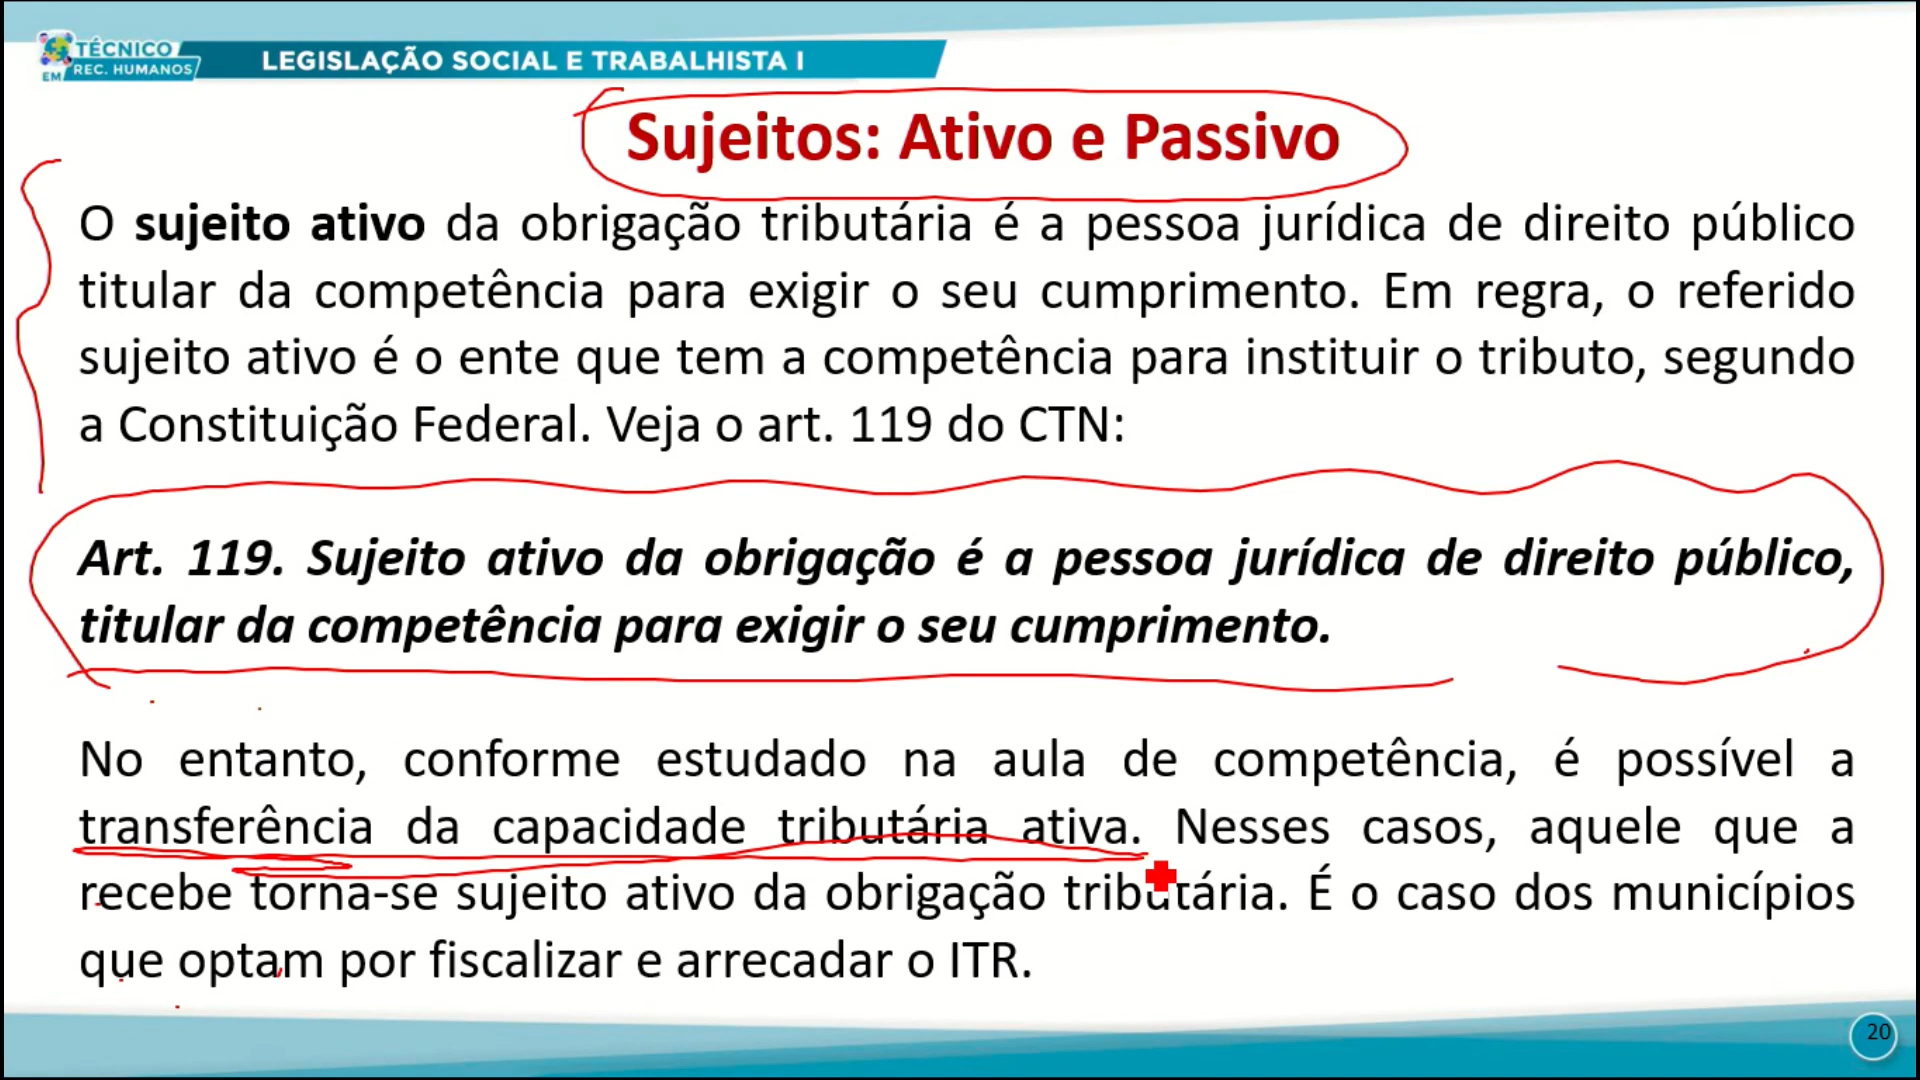 TÉCNICO
EM REC. HUMANOS
LEGISLAÇÃO SOCIAL E TRABALHISTA I
Sujeitos: Ativo e Passivo
O sujeito ativo da obrigação tributária é a pessoa jurídica de direito público
titular da competência para exigir o seu cumprimento. Em regra, o referido
sujeito ativo é o ente que tem a competência para instituir o tributo, segundo
a Constituição Federal. Veja o art. 119 do CTN:
Art. 119. Sujeito ativo da obrigação é a pessoa jurídica de direito público,
titular da competência para exigir o seu cumprimento.
No entanto, conforme estudado na aula de competência, é possível a
transferência da capacidade tributária ativa. Nesses casos, aquele que a
recebe torna-se sujeito ativo da obrigação tributária. É o caso dos municípios
que optam por fiscalizar e arrecadar o ITR.
20